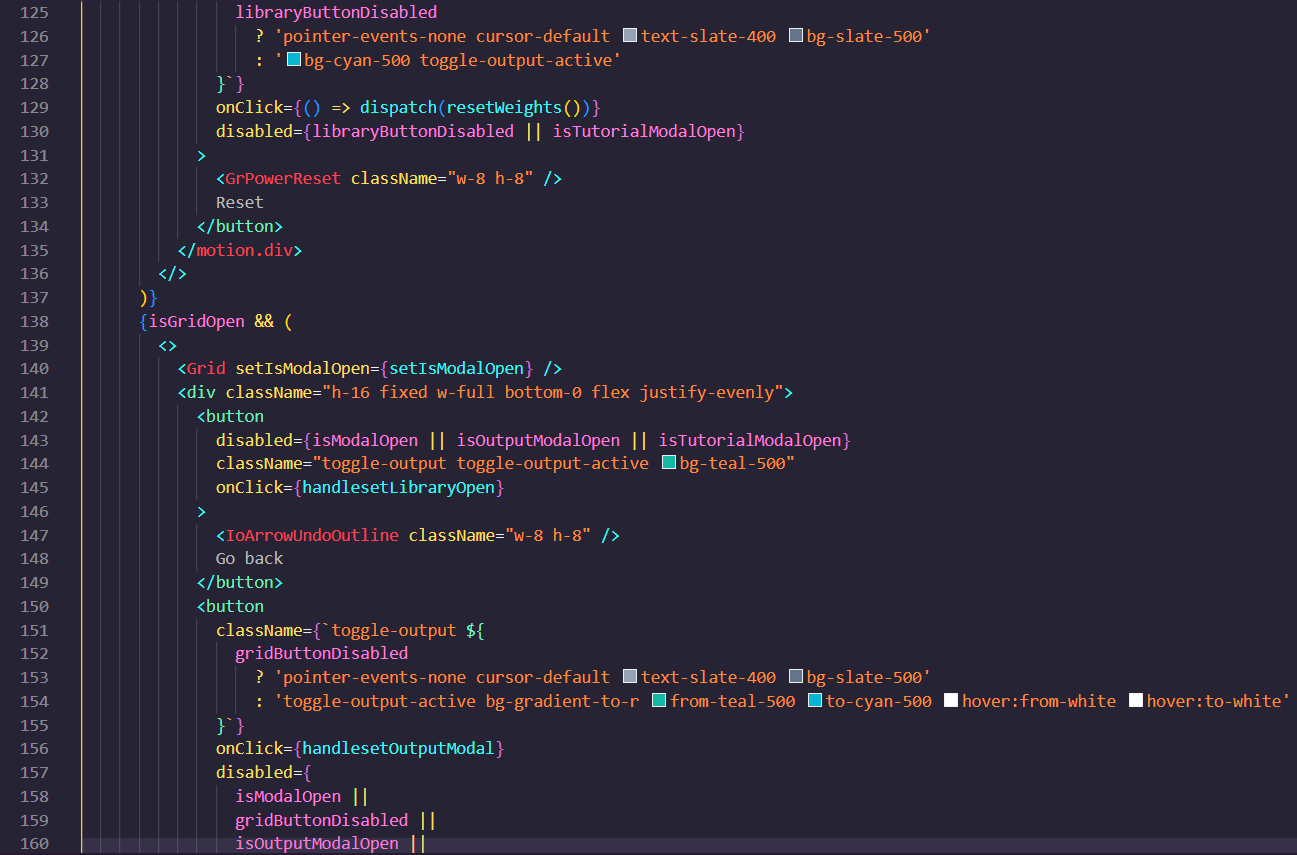 125 libraryButtonDisabled
126 ? 'pointer-events-none cursor-default text-slate-400 bg-slate-500'
127 : 'bg-cyan-500 toggle-output-active'
128 }`}
129 onClick={() => dispatch(resetWeights())}
130 disabled={libraryButtonDisabled || isTutorialModalOpen}
131 >
132 <GrPowerReset className="w-8 h-8" />
133 Reset
134 </button>
135 </motion.div>
136 </>
137 )}
138 {isGridOpen && (
139 <>
140 <Grid setIsModalOpen={setIsModalOpen} />
141 <div className="h-16 fixed w-full bottom-0 flex justify-evenly">
142 <button
143 disabled={isModalOpen || isOutputModalOpen || isTutorialModalOpen}
144 className="toggle-output toggle-output-active bg-teal-500"
145 onClick={handlesetLibraryOpen}
146 >
147 <IoArrowUndoOutline className="w-8 h-8" />
148 Go back
149 </button>
150 <button
151 className={`toggle-output ${
152 gridButtonDisabled
153 ? 'pointer-events-none cursor-default text-slate-400 bg-slate-500'
154 : 'toggle-output-active bg-gradient-to-r from-teal-500 to-cyan-500 hover:from-white hover:to-white'
155 }`}
156 onClick={handlesetOutputModal}
157 disabled={
158 isModalOpen ||
159 gridButtonDisabled ||
160 isOutputModalOpen ||